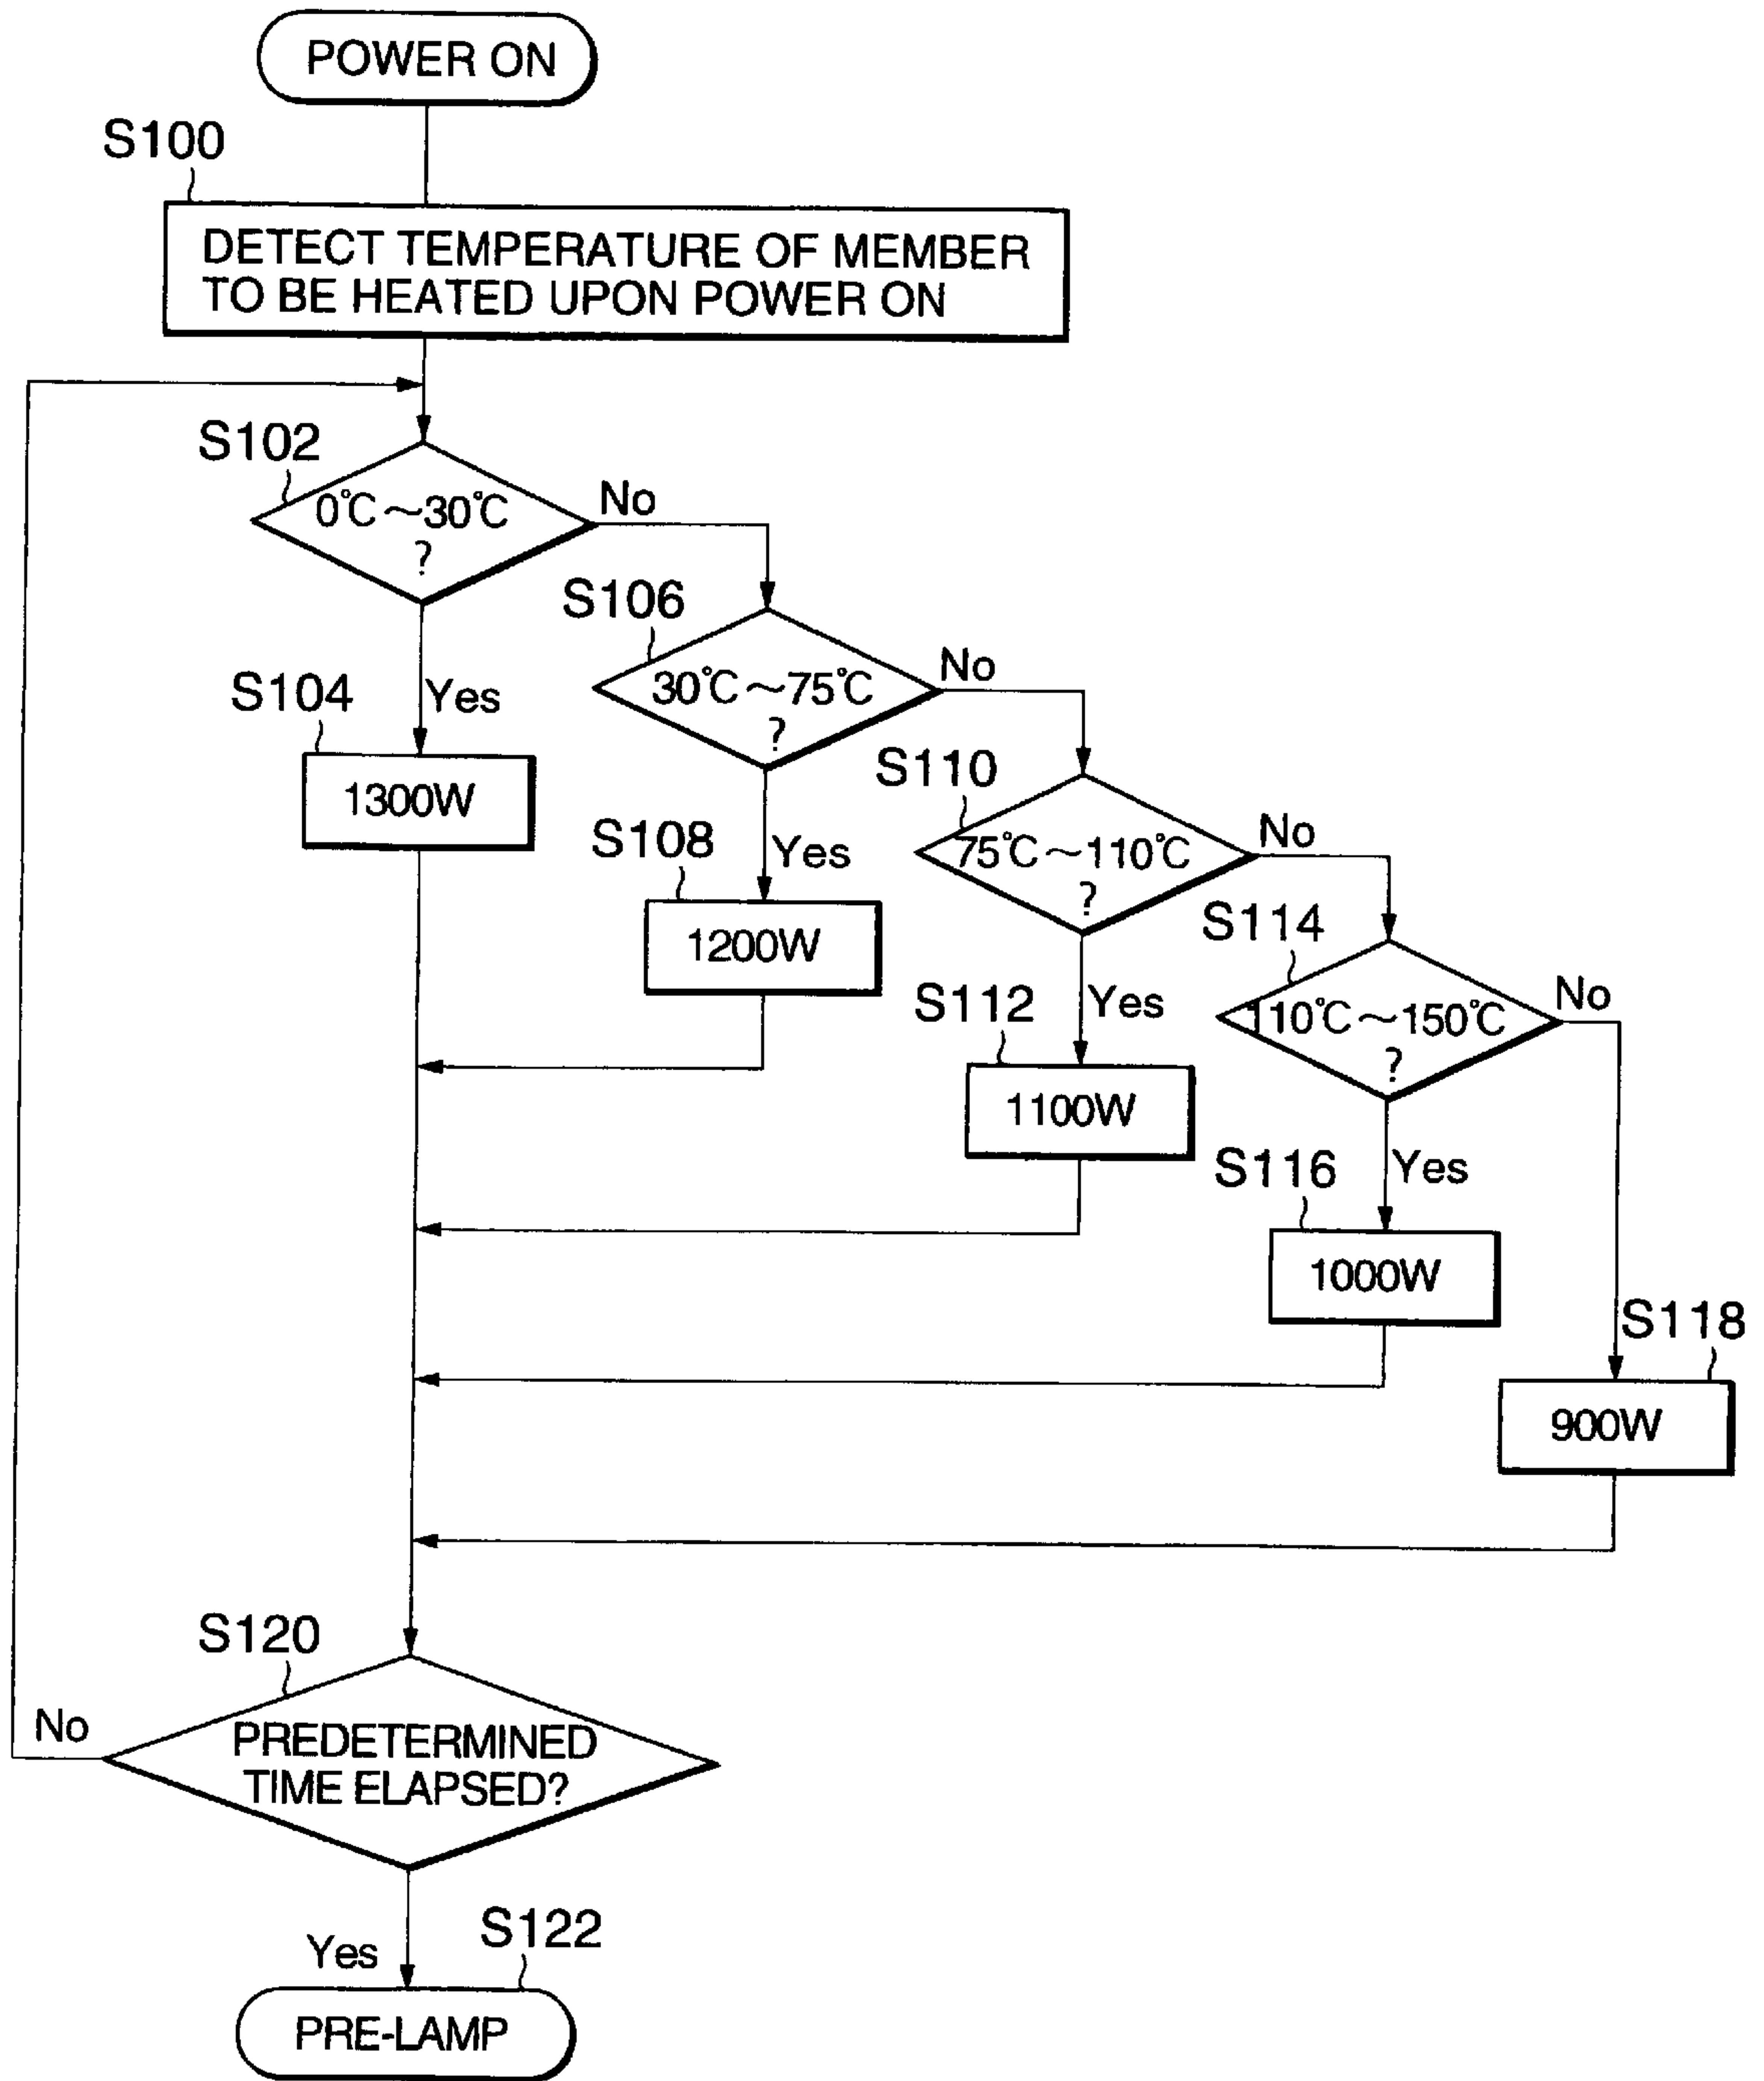 POWER ON
S100
DETECT TEMPERATURE OF MEMBER
TO BE HEATED UPON POWER ON
S102
0°C～30°C
?
No
S106
30°C～75°C
?
No
S104
Yes
1300W
S110
75°C～110°C
?
No
S108
Yes
1200W
S114
110°C～150°C
?
No
S112
Yes
1100W
S116
Yes
1000W
S118
900W
S120
No
PREDETERMINED
TIME ELAPSED?
Yes
S122
PRE-LAMP